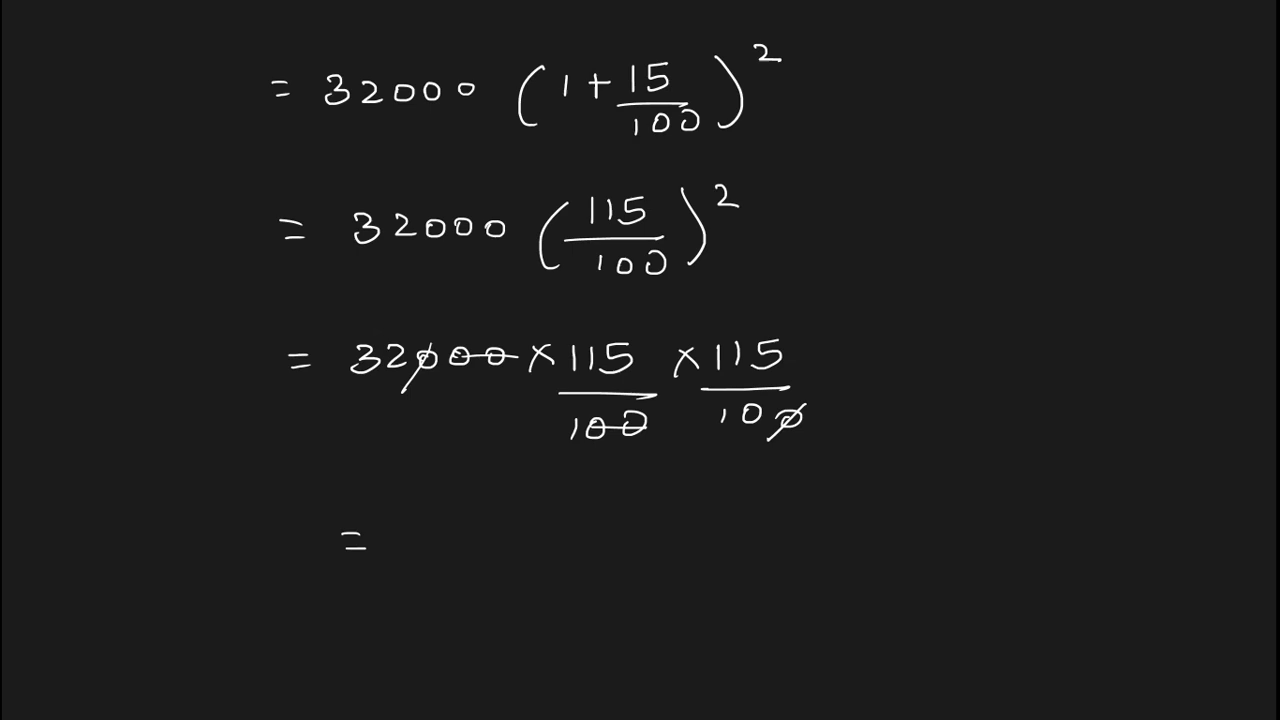 = 32000 (1 + 15/100)²
= 32000 (115/100)²
= 32000 × 115/100 × 115/100
=